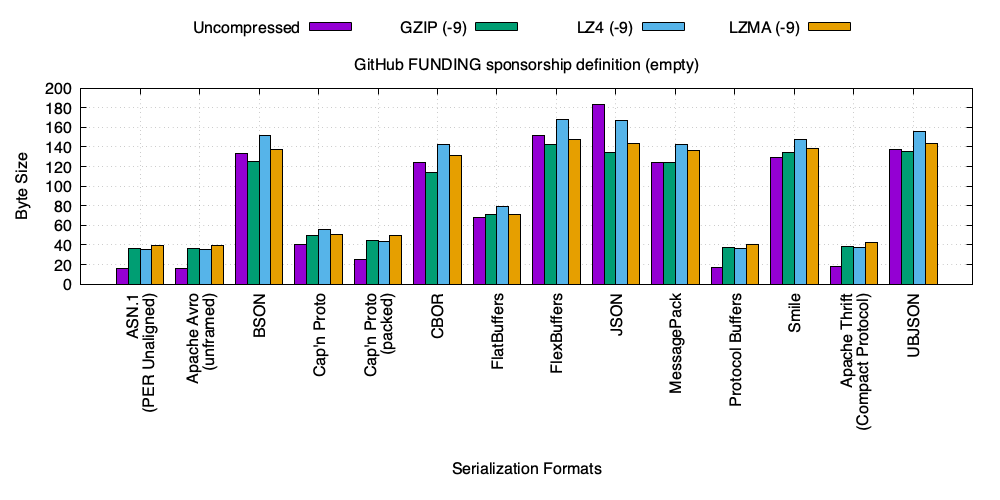 Uncompressed GZIP (-9) LZ4 (-9) LZMA (-9)
GitHub FUNDING sponsorship definition (empty)
Byte Size
200
180
160
140
120
100
80
60
40
20
0
ASN.1
(PER Unaligned)
Apache Avro
(unframed)
BSON
Cap'n Proto
Cap'n Proto
(packed)
CBOR
FlatBuffers
FlexBuffers
JSON
MessagePack
Protocol Buffers
Smile
Apache Thrift
(Compact Protocol)
UBJSON
Serialization Formats